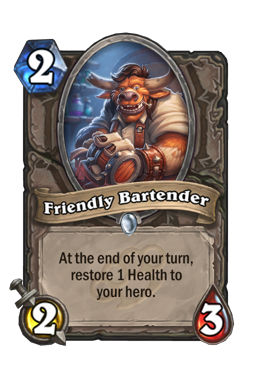 2
Friendly Bartender
At the end of your turn,
restore 1 Health to
your hero.
2
3